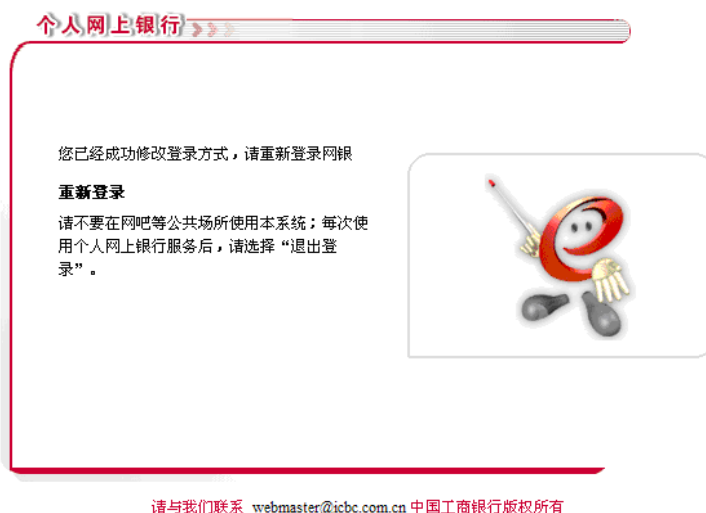 个人网上银行
您已经成功修改登录方式，请重新登录网银
重新登录
请不要在网吧等公共场所使用本系统；每次使
用个人网上银行服务后，请选择“退出登
录”。
请与我们联系 webmaster@icbc.com.cn 中国工商银行版权所有